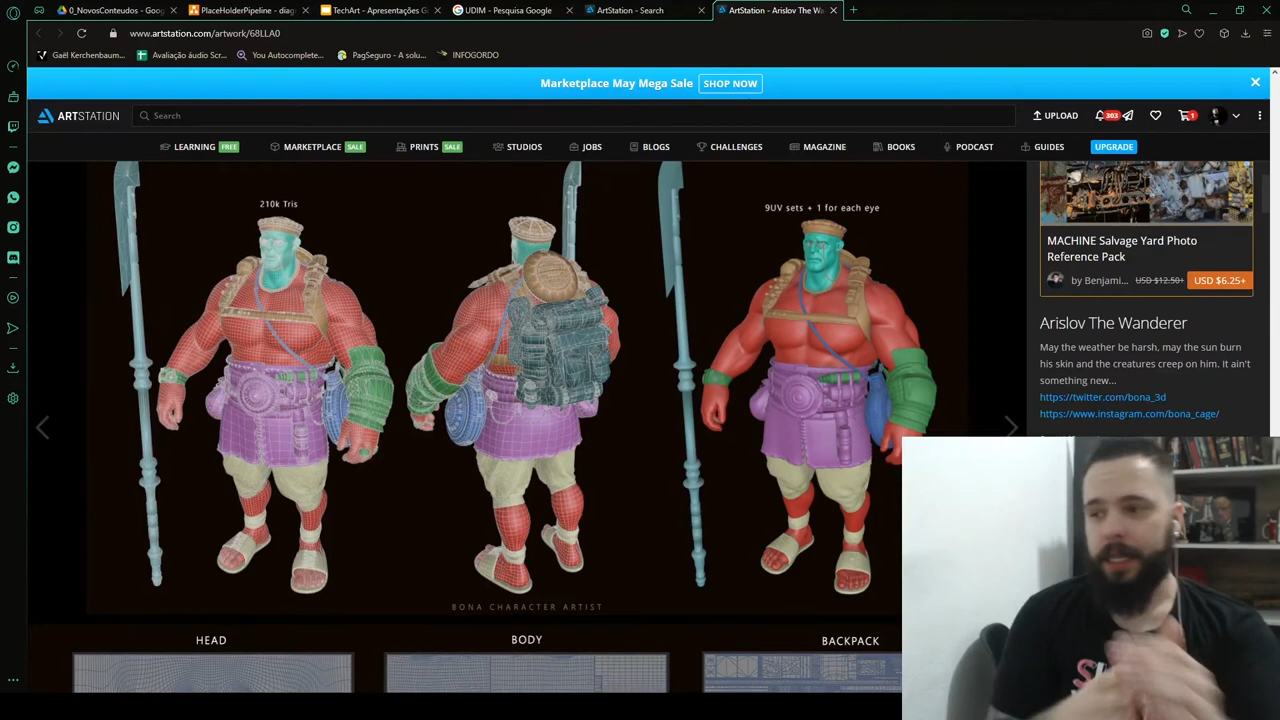 0_NovosConteudos - Goog
PlaceHolderPipeline - diag
TechArt - Apresentações G
UDIM - Pesquisa Google
ArtStation - Search
ArtStation - Arislov The Wa
www.artstation.com/artwork/68LLA0
Gaël Kerchenbaum...
Avaliação áudio Scr...
You Autocomplete...
PagSeguro - A solu...
INFOGORDO
Marketplace May Mega Sale SHOP NOW
ARTSTATION
Search
UPLOAD
303
1
LEARNING FREE
MARKETPLACE SALE
PRINTS SALE
STUDIOS
JOBS
BLOGS
CHALLENGES
MAGAZINE
BOOKS
PODCAST
GUIDES
UPGRADE
210k Tris
9UV sets + 1 for each eye
MACHINE Salvage Yard Photo
Reference Pack
by Benjami... USD $12.50+ USD $6.25+
Arislov The Wanderer
May the weather be harsh, may the sun burn
his skin and the creatures creep on him. It ain't
something new...
https://twitter.com/bona_3d
https://www.instagram.com/bona_cage/
BONA CHARACTER ARTIST
HEAD
BODY
BACKPACK